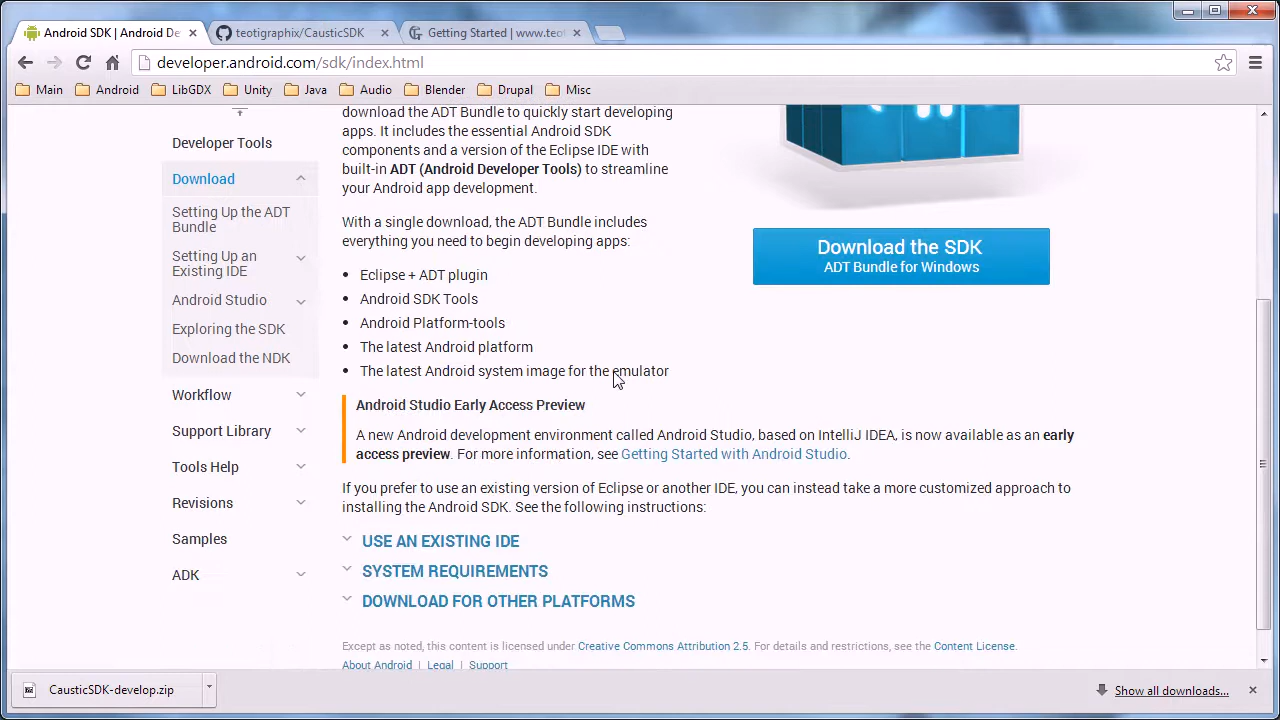 Android SDK | Android De
teotigraphix/CausticSDK
Getting Started | www.teo
developer.android.com/sdk/index.html
Main
Android
LibGDX
Unity
Java
Audio
Blender
Drupal
Misc
Developer Tools
Download
Setting Up the ADT
Bundle
Setting Up an
Existing IDE
Android Studio
Exploring the SDK
Download the NDK
Workflow
Support Library
Tools Help
Revisions
Samples
ADK
download the ADT Bundle to quickly start developing
apps. It includes the essential Android SDK
components and a version of the Eclipse IDE with
built-in ADT (Android Developer Tools) to streamline
your Android app development.
With a single download, the ADT Bundle includes
everything you need to begin developing apps:
• Eclipse + ADT plugin
• Android SDK Tools
• Android Platform-tools
• The latest Android platform
• The latest Android system image for the emulator
Download the SDK
ADT Bundle for Windows
Android Studio Early Access Preview
A new Android development environment called Android Studio, based on IntelliJ IDEA, is now available as an early
access preview. For more information, see Getting Started with Android Studio.
If you prefer to use an existing version of Eclipse or another IDE, you can instead take a more customized approach to
installing the Android SDK. See the following instructions:
USE AN EXISTING IDE
SYSTEM REQUIREMENTS
DOWNLOAD FOR OTHER PLATFORMS
Except as noted, this content is licensed under Creative Commons Attribution 2.5. For details and restrictions, see the Content License.
About Android | Legal | Support
CausticSDK-develop.zip
Show all downloads...